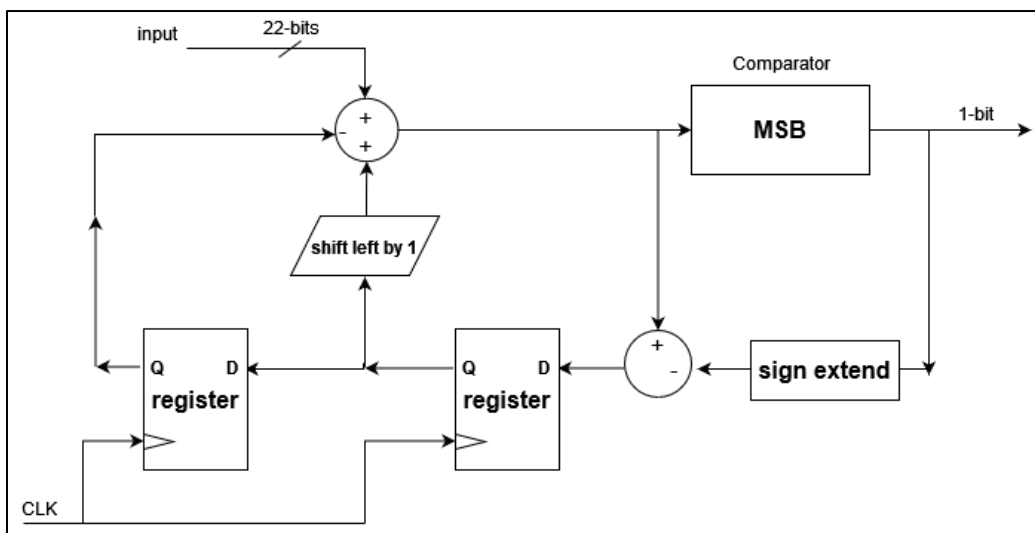 input
22-bits
Comparator
+
-
+
MSB
1-bit
shift left by 1
Q
D
register
Q
D
register
+
-
sign extend
CLK